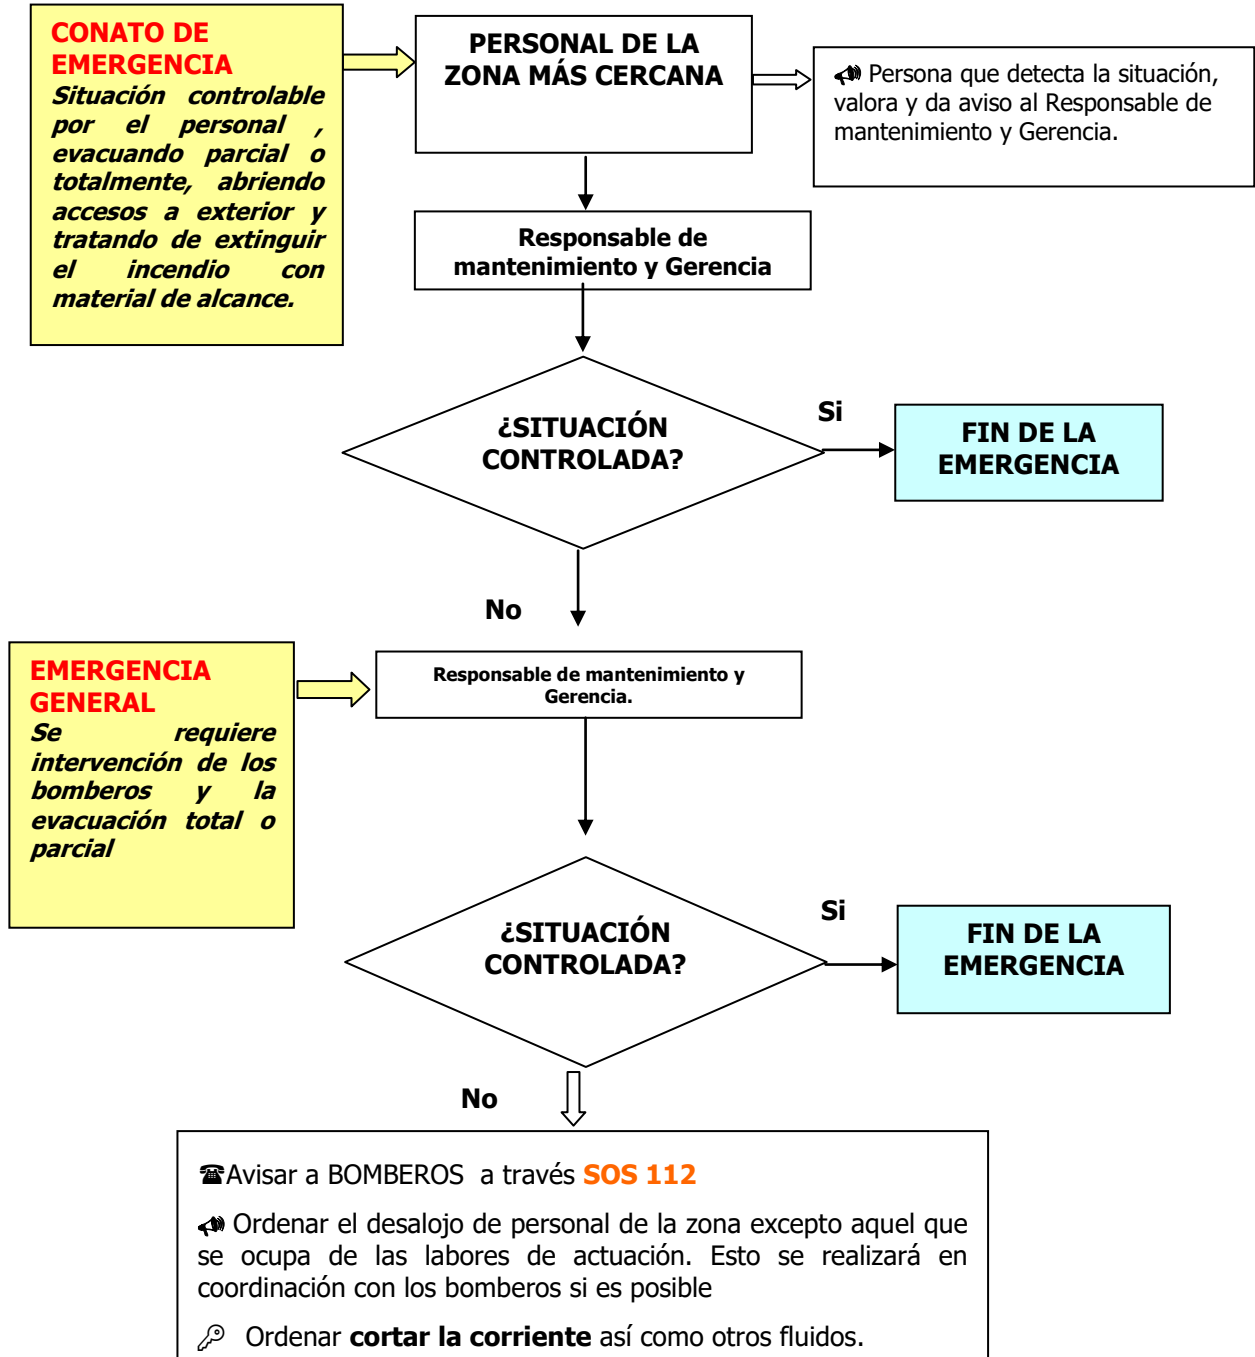 CONATO DE
EMERGENCIA
Situación controlable
por el personal ,
evacuando parcial o
totalmente, abriendo
accesos a exterior y
tratando de extinguir
el incendio con
material de alcance.
PERSONAL DE LA
ZONA MÁS CERCANA
Persona que detecta la situación,
valora y da aviso al Responsable de
mantenimiento y Gerencia.
Responsable de
mantenimiento y Gerencia
¿SITUACIÓN
CONTROLADA?
Si
FIN DE LA
EMERGENCIA
No
EMERGENCIA
GENERAL
Se requiere
intervención de los
bomberos y la
evacuación total o
parcial
Responsable de mantenimiento y
Gerencia.
¿SITUACIÓN
CONTROLADA?
Si
FIN DE LA
EMERGENCIA
No
Avisar a BOMBEROS a través SOS 112
Ordenar el desalojo de personal de la zona excepto aquel que
se ocupa de las labores de actuación. Esto se realizará en
coordinación con los bomberos si es posible
Ordenar cortar la corriente así como otros fluidos.